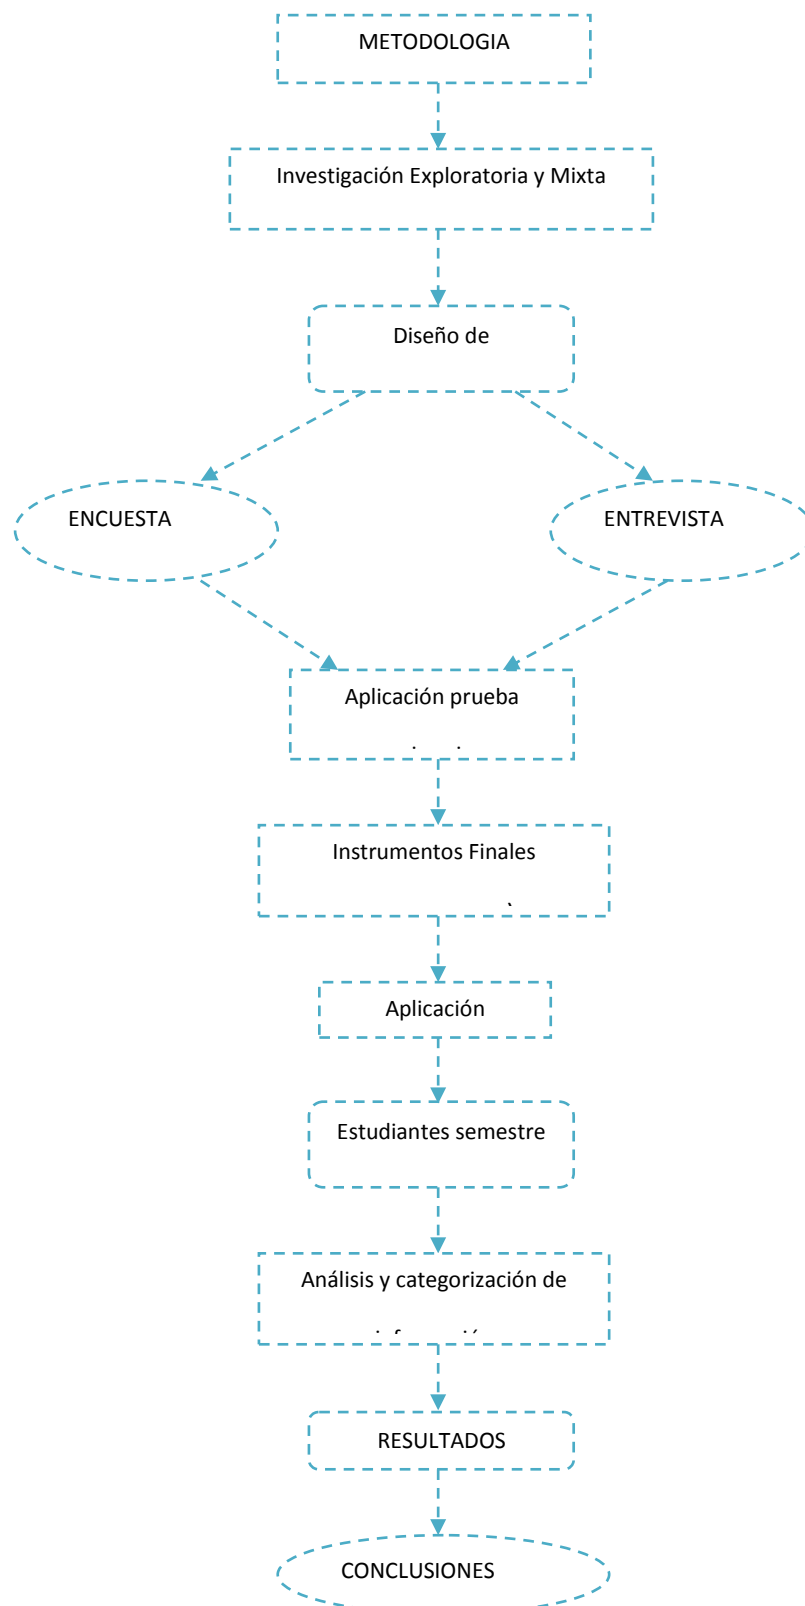 METODOLOGIA
Investigación Exploratoria y Mixta
Diseño de
ENCUESTA
ENTREVISTA
Aplicación prueba
Instrumentos Finales
Aplicación
Estudiantes semestre
Análisis y categorización de
RESULTADOS
CONCLUSIONES